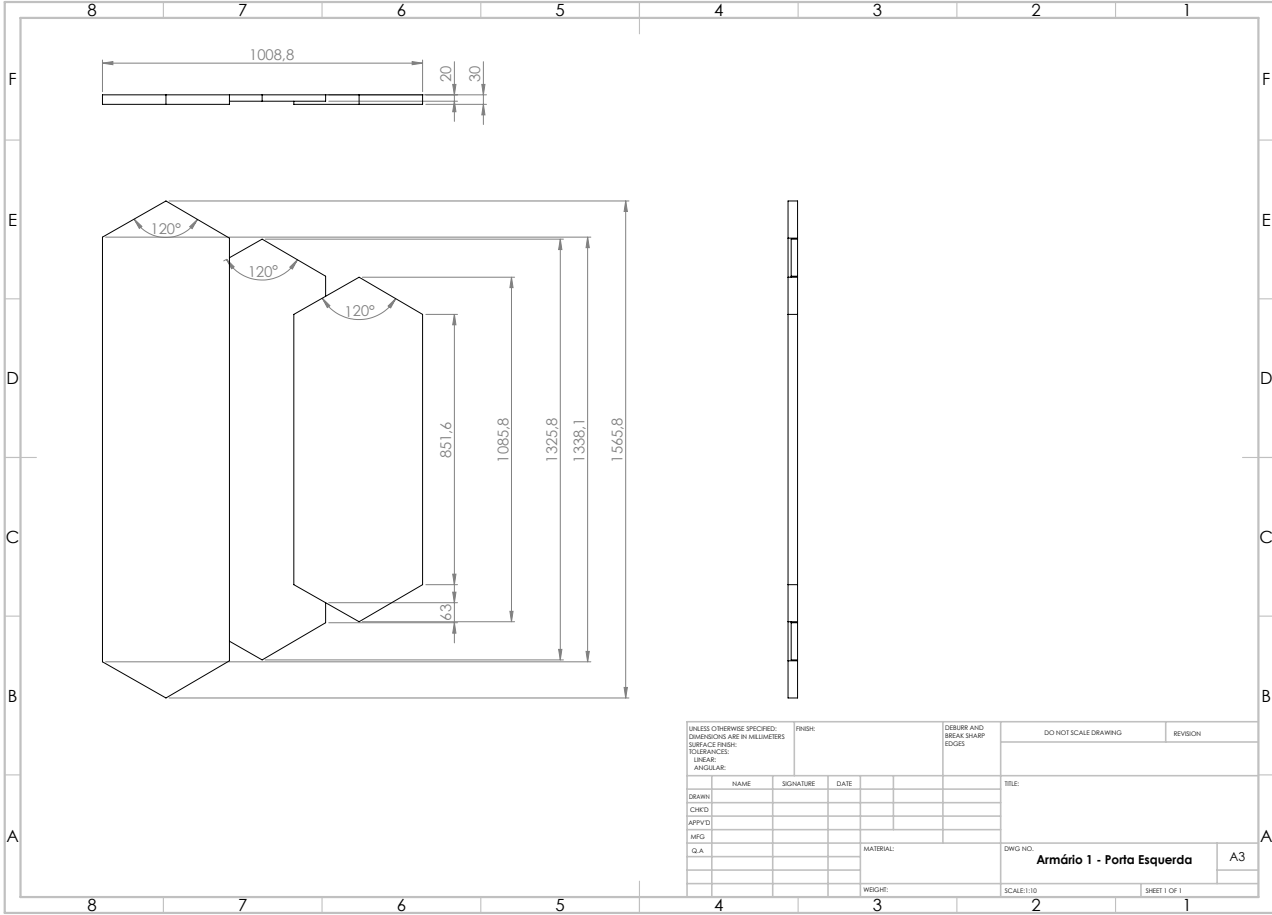 8 7 6 5 4 3 2 1
F F
1008,8
20
30
E E
120°
120°
120°
D D
851,6
1085,8
1325,8
1338,1
1565,8
C C
63
B B
UNLESS OTHERWISE SPECIFIED:
DIMENSIONS ARE IN MILLIMETERS
SURFACE FINISH:
TOLERANCES:
LINEAR:
ANGULAR:
FINISH:
DEBURR AND
BREAK SHARP
EDGES
DO NOT SCALE DRAWING
REVISION
NAME SIGNATURE DATE
TITLE:
DRAWN
CHK'D
APPV'D
MFG
Q.A
MATERIAL:
DWG NO.
Armário 1 - Porta Esquerda
A3
A A
WEIGHT:
SCALE:1:10
SHEET 1 OF 1
8 7 6 5 4 3 2 1